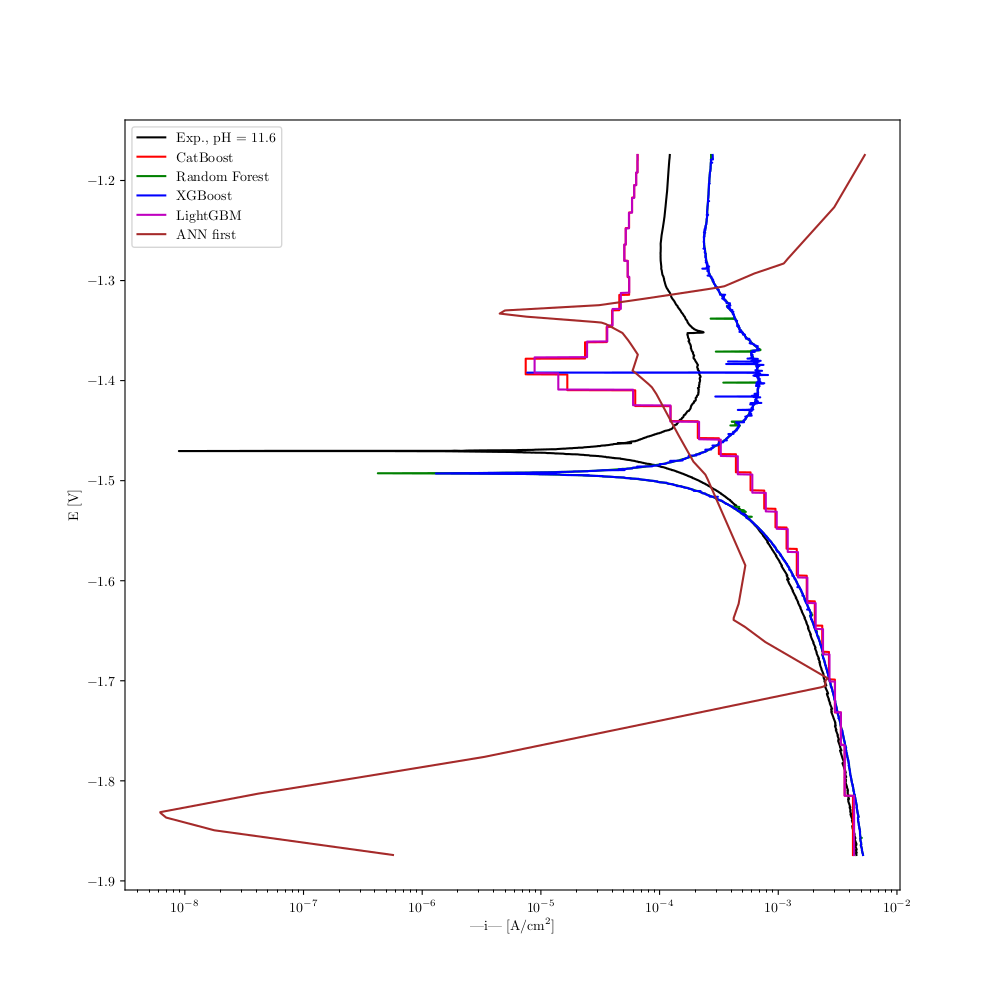 Exp., pH = 11.6
CatBoost
Random Forest
XGBoost
LightGBM
ANN first
−1.2
−1.3
−1.4
−1.5
−1.6
−1.7
−1.8
−1.9
E [V]
10⁻⁸ 10⁻⁷ 10⁻⁶ 10⁻⁵ 10⁻⁴ 10⁻³ 10⁻²
—i— [A/cm²]